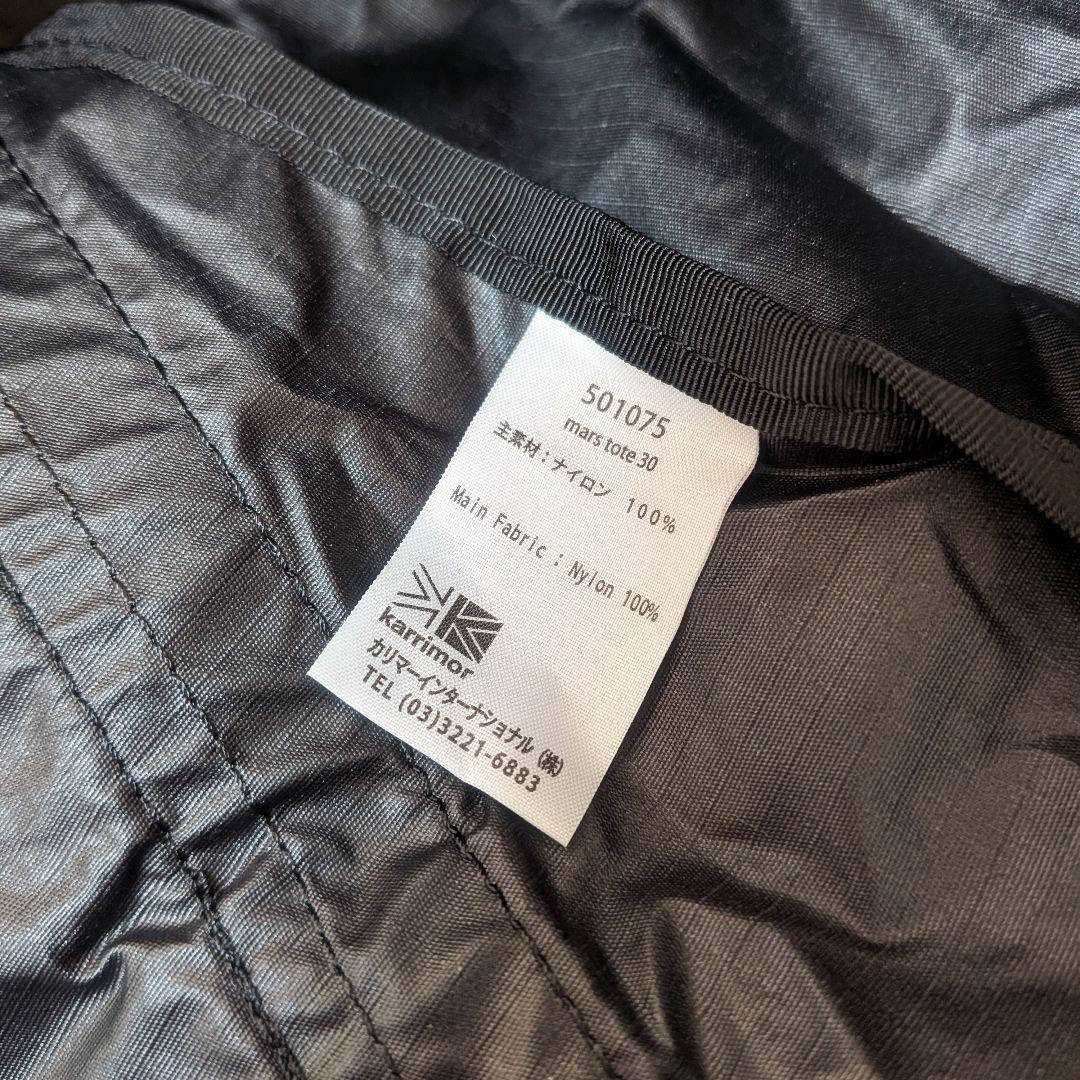 501075
mars tote 30
主素材：ナイロン 100%
Main Fabric : Nylon 100%
karrimor
カリマーインターナショナル（株）
TEL (03)3221-6883